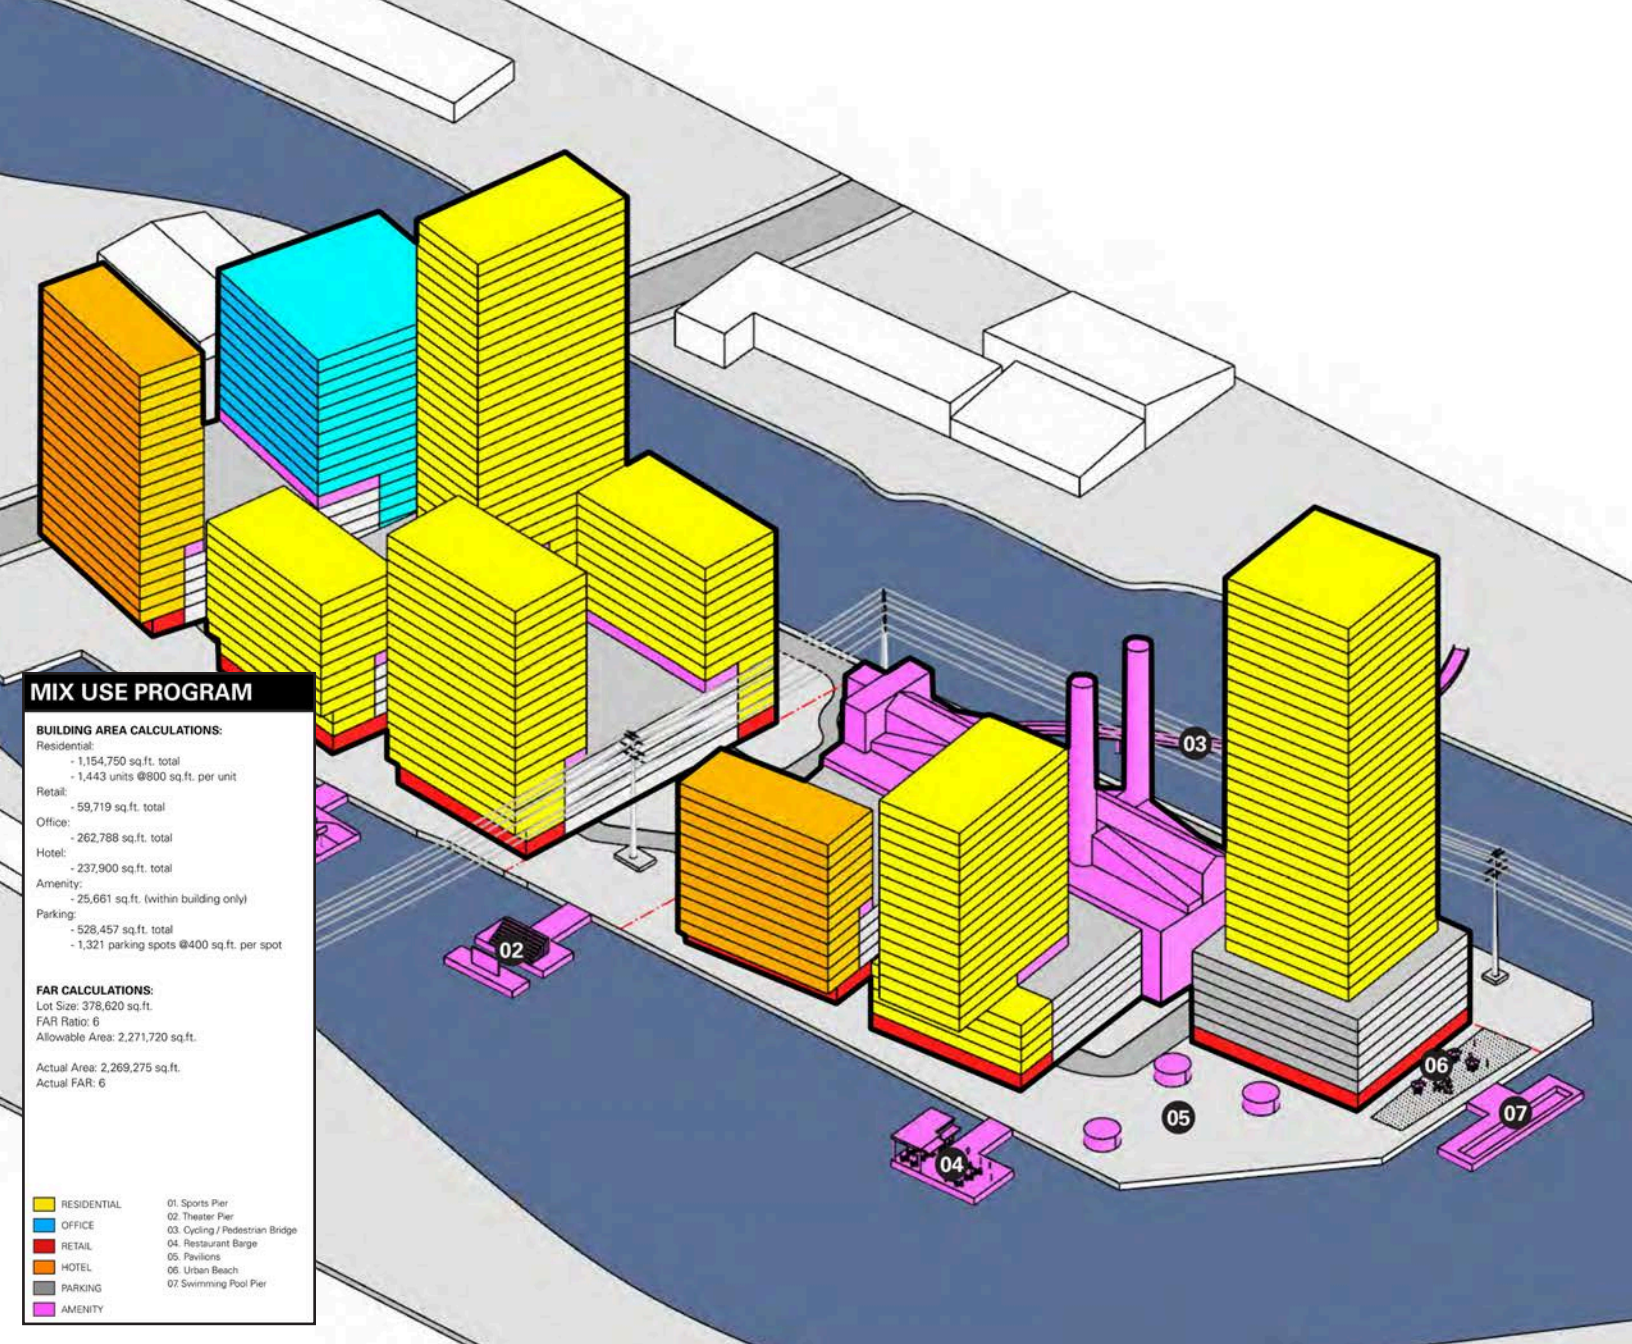 MIX USE PROGRAM
BUILDING AREA CALCULATIONS:
Residential:
- 1,154,750 sq.ft. total
- 1,443 units @800 sq.ft. per unit
Retail:
- 59,719 sq.ft. total
Office:
- 262,788 sq.ft. total
Hotel:
- 237,900 sq.ft. total
Amenity:
- 25,661 sq.ft. (within building only)
Parking:
- 528,457 sq.ft. total
- 1,321 parking spots @400 sq.ft. per spot
FAR CALCULATIONS:
Lot Size: 378,620 sq.ft.
FAR Ratio: 6
Allowable Area: 2,271,720 sq.ft.
Actual Area: 2,269,275 sq.ft.
Actual FAR: 6
RESIDENTIAL
OFFICE
RETAIL
HOTEL
PARKING
AMENITY
01. Sports Pier
02. Theater Pier
03. Cycling / Pedestrian Bridge
04. Restaurant Barge
05. Pavilions
06. Urban Beach
07. Swimming Pool Pier
03
02
06
07
05
04